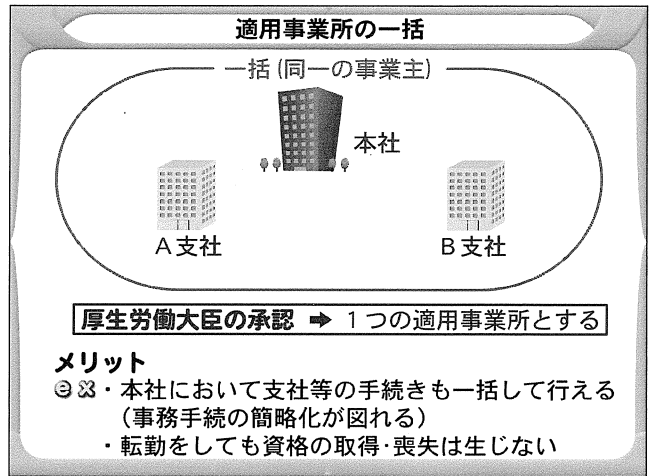 適用事業所の一括
一括(同一の事業主)
本社
A支社
B支社
厚生労働大臣の承認 ➡ 1つの適用事業所とする
メリット
ex・本社において支社等の手続きも一括して行える
(事務手続の簡略化が図れる)
・転勤をしても資格の取得・喪失は生じない